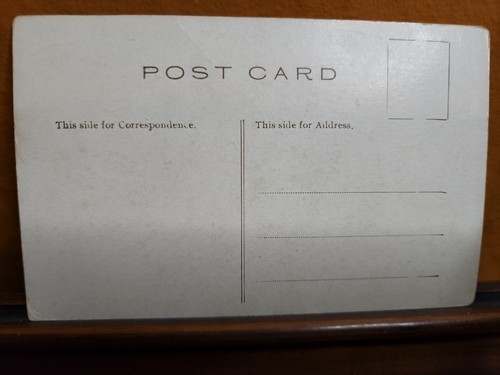 POST CARD
This side for Correspondence.
This side for Address.